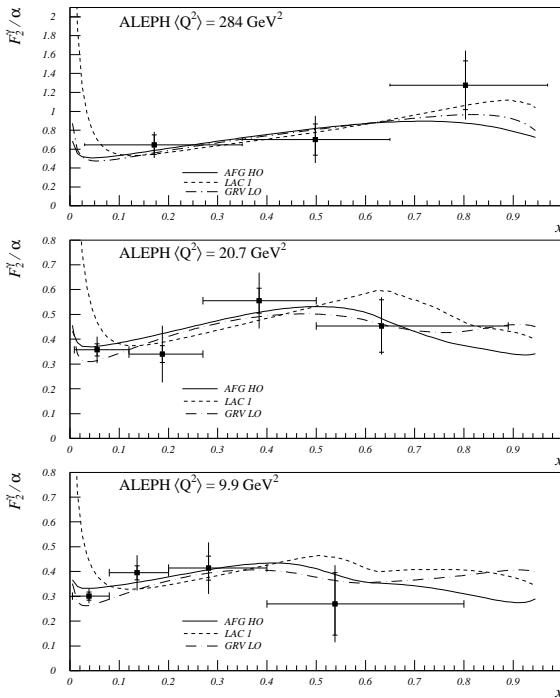 F₂^γ / α
ALEPH ⟨Q²⟩ = 284 GeV²
2
1.8
1.6
1.4
1.2
1
0.8
0.6
0.4
0.2
0
AFG HO
LAC 1
GRV LO
0 0.1 0.2 0.3 0.4 0.5 0.6 0.7 0.8 0.9
x
F₂^γ / α
ALEPH ⟨Q²⟩ = 20.7 GeV²
0.8
0.7
0.6
0.5
0.4
0.3
0.2
0.1
0
AFG HO
LAC 1
GRV LO
0 0.1 0.2 0.3 0.4 0.5 0.6 0.7 0.8 0.9
x
F₂^γ / α
ALEPH ⟨Q²⟩ = 9.9 GeV²
0.8
0.7
0.6
0.5
0.4
0.3
0.2
0.1
0
AFG HO
LAC 1
GRV LO
0 0.1 0.2 0.3 0.4 0.5 0.6 0.7 0.8 0.9
x